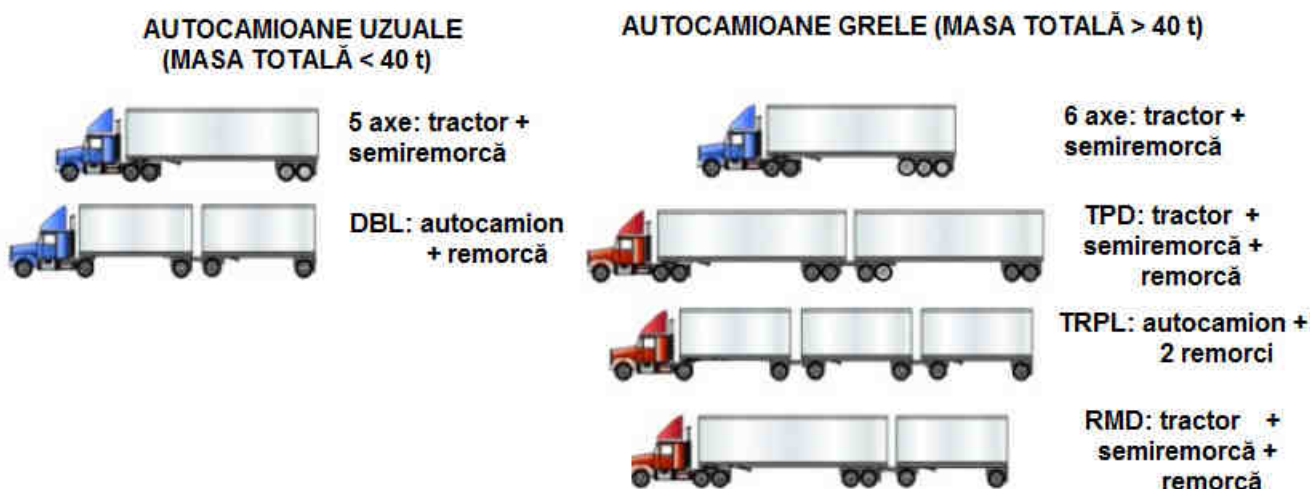 AUTOCAMIOANE UZUALE
(MASA TOTALĂ < 40 t)
5 axe: tractor +
semiremorcă
DBL: autocamion
+ remorcă
AUTOCAMIOANE GRELE (MASA TOTALĂ > 40 t)
6 axe: tractor +
semiremorcă
TPD: tractor +
semiremorcă +
remorcă
TRPL: autocamion +
2 remorci
RMD: tractor +
semiremorcă +
remorcă